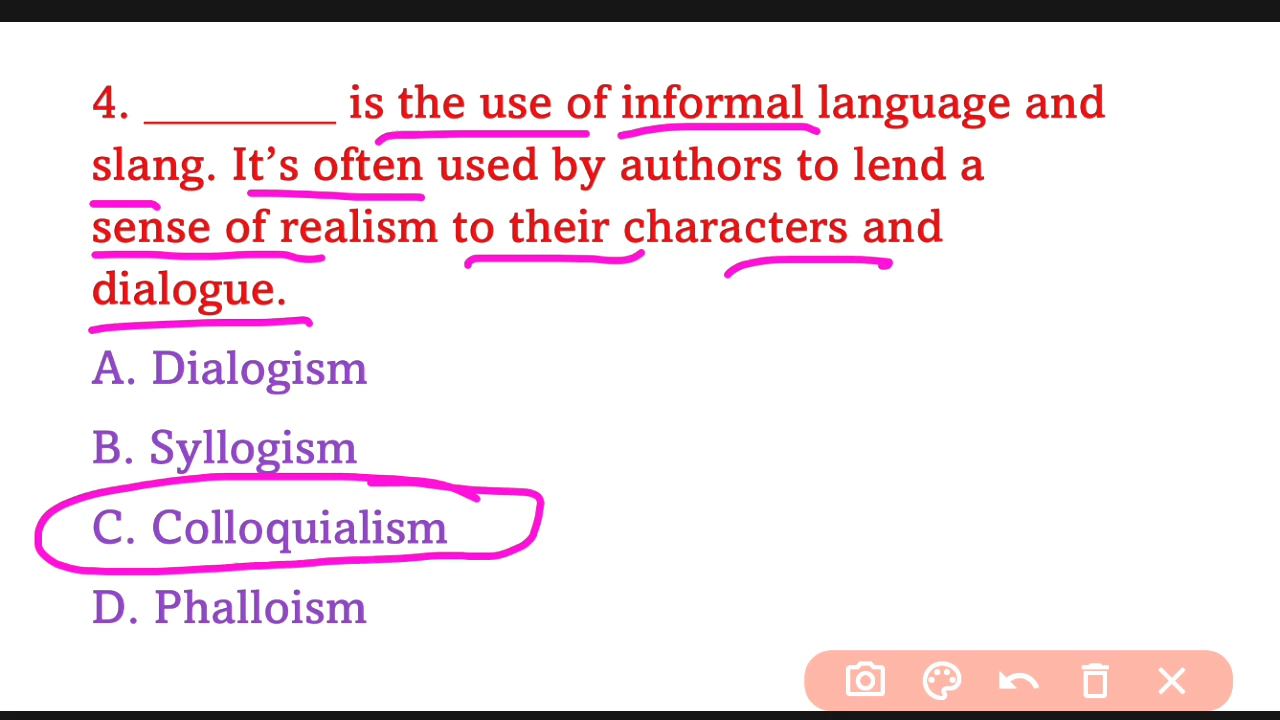 4. ________ is the use of informal language and
slang. It’s often used by authors to lend a
sense of realism to their characters and
dialogue.
A. Dialogism
B. Syllogism
C. Colloquialism
D. Phalloism